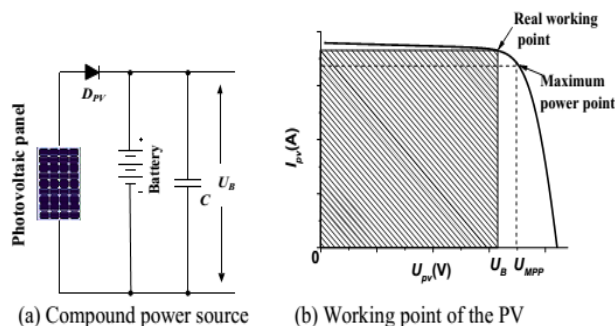 Photovoltaic panel
D_PV
Battery
+
C
U_B
(a) Compound power source
I_pv(A)
Real working
point
Maximum
power point
0
U_pv(V)
U_B
U_MPP
(b) Working point of the PV